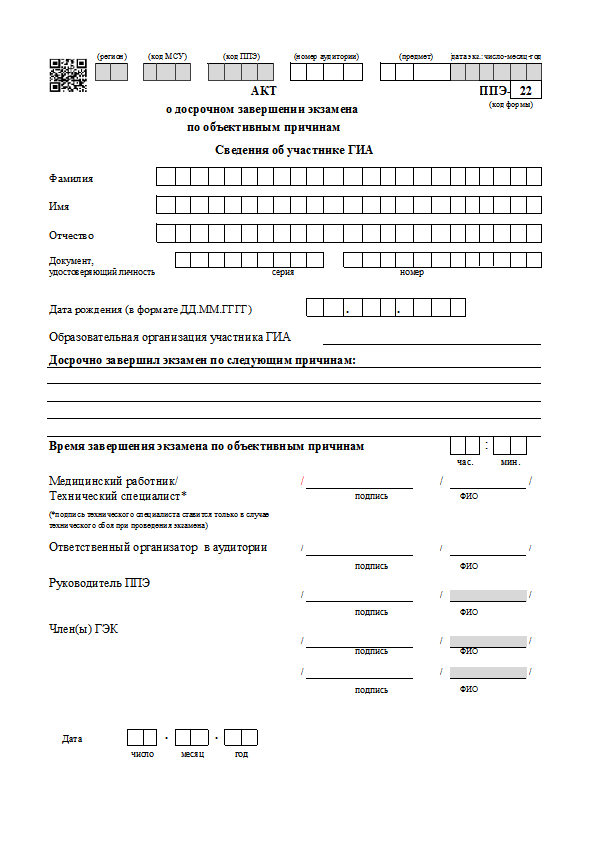 (регион) (код МСУ) (код ППЭ) (номер аудитории) (предмет) дата экз.: число-месяц-год
АКТ ППЭ- 22
(код формы)
о досрочном завершении экзамена
по объективным причинам
Сведения об участнике ГИА
Фамилия
Имя
Отчество
Документ,
удостоверяющий личность серия номер
Дата рождения (в формате ДД.ММ.ГГГГ) . .
Образовательная организация участника ГИА
Досрочно завершил экзамен по следующим причинам:
Время завершения экзамена по объективным причинам :
час. мин.
Медицинский работник/ / / /
Технический специалист* подпись ФИО
(*подпись технического специалиста ставится только в случае
технического сбоя при проведения экзамена)
Ответственный организатор в аудитории / / /
подпись ФИО
Руководитель ППЭ
/ / /
подпись ФИО
Член(ы) ГЭК
/ / /
подпись ФИО
/ / /
подпись ФИО
Дата . .
число месяц год